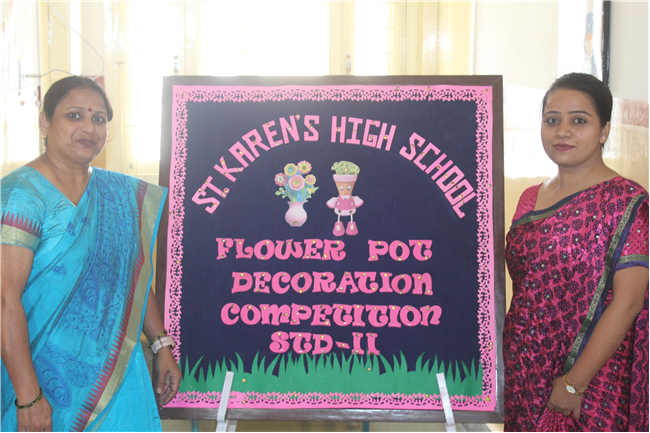 ST. KAREN'S HIGH SCHOOL
FLOWER POT
DECORATION
COMPETITION
STD-II